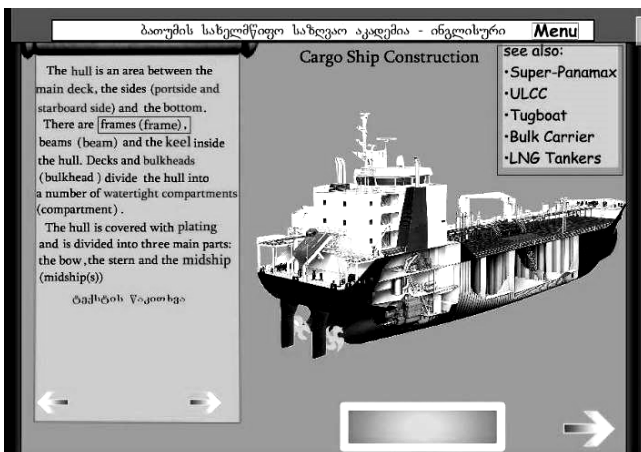 ბათუმის სახელმწიფო საზღვაო აკადემია - ინგლისური
Menu
Cargo Ship Construction
see also:
·Super-Panamax
·ULCC
·Tugboat
·Bulk Carrier
·LNG Tankers
The hull is an area between the
main deck, the sides (portside and
starboard side) and the bottom.
There are frames (frame),
beams (beam) and the keel inside
the hull. Decks and bulkheads
(bulkhead ) divide the hull into
a number of watertight compartments
(compartment) .
The hull is covered with plating
and is divided into three main parts:
the bow, the stern and the midship
(midship(s))
ტექსტის წაკითხვა